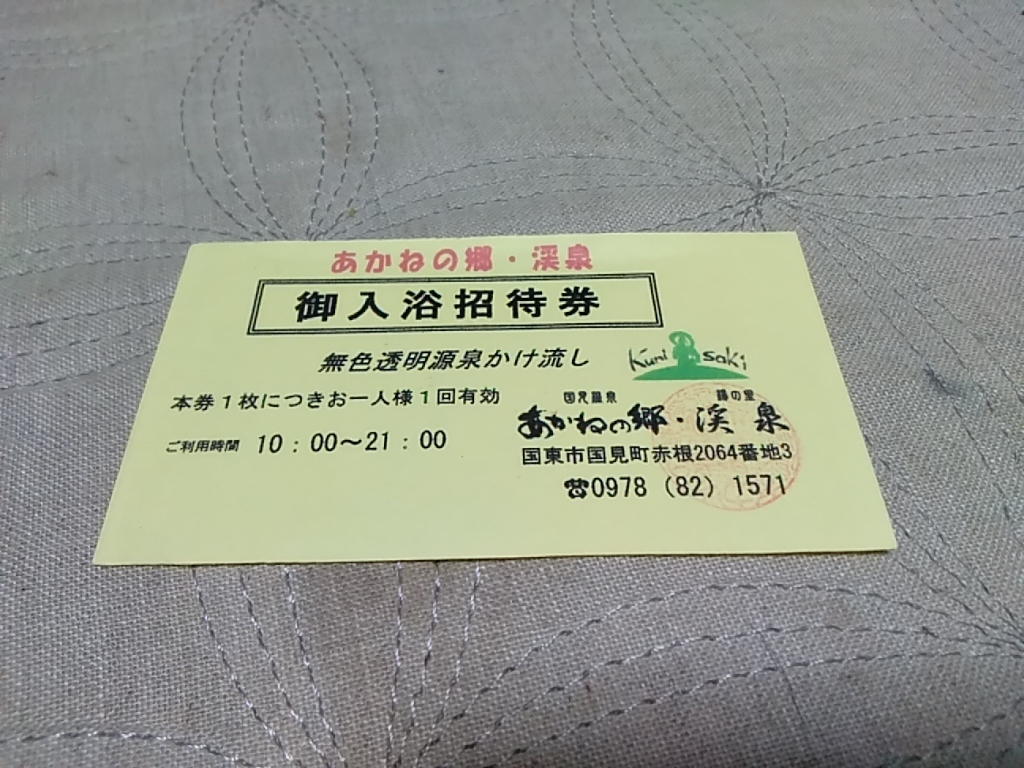 あかねの郷・渓泉
御入浴招待券
無色透明源泉かけ流し
Kuni saki
本券1枚につきお一人様1回有効
ご利用時間 10:00〜21:00
国見温泉
あかねの郷・渓泉
国東市国見町赤根2064番地3
☎0978(82)1571